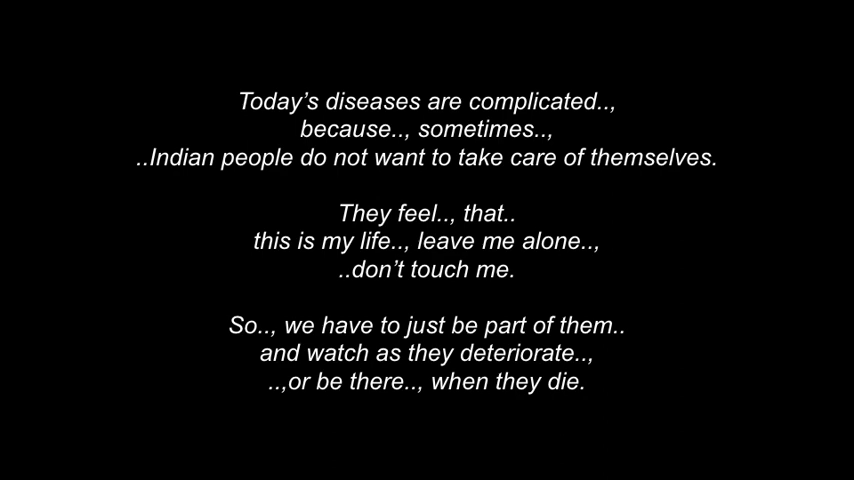 Today’s diseases are complicated..,
because.., sometimes..,
..Indian people do not want to take care of themselves.
They feel.., that..
this is my life.., leave me alone..,
..don’t touch me.
So.., we have to just be part of them..
and watch as they deteriorate..,
..,or be there.., when they die.